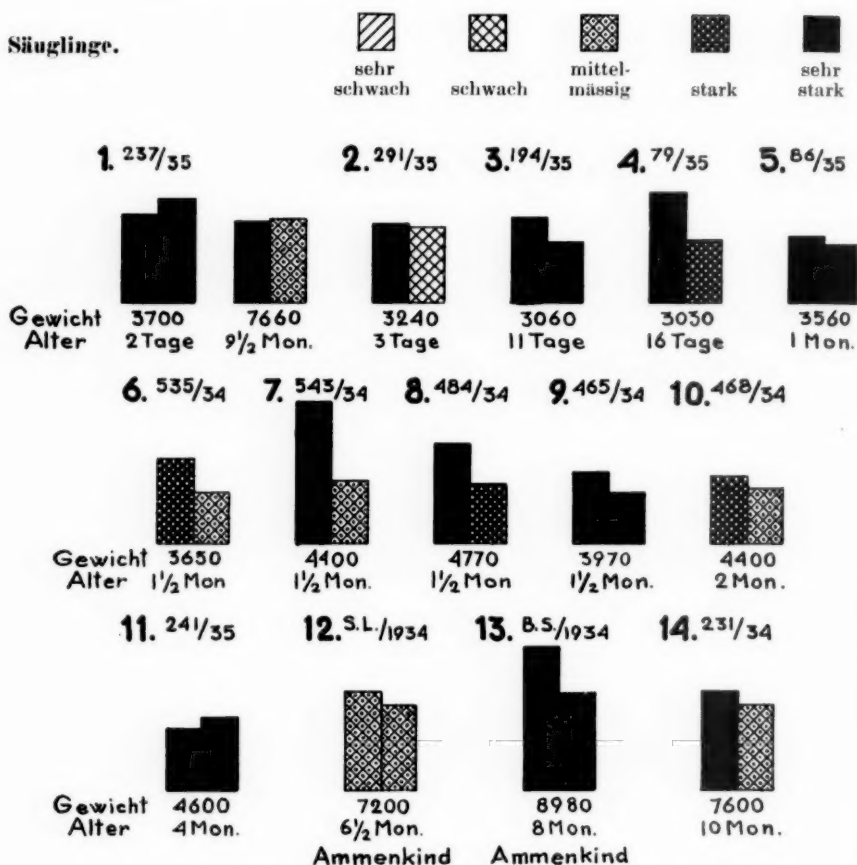 Säuglinge.
sehr schwach
schwach
mittel-mässig
stark
sehr stark
1. 237/35 2. 291/35 3. 194/35 4. 79/35 5. 86/35
Gewicht 3700 7660 3240 3060 3030 3560
Alter 2 Tage 9½ Mon. 3 Tage 11 Tage 16 Tage 1 Mon.
6. 535/34 7. 543/34 8. 484/34 9. 465/34 10. 468/34
Gewicht 3650 4400 4770 3970 4400
Alter 1½ Mon 1½ Mon. 1½ Mon 1½ Mon. 2 Mon.
11. 241/35 12. S.L./1934 13. B.S/1934 14. 231/34
Gewicht 4600 7200 8980 7600
Alter 4 Mon. 6½ Mon. 8 Mon. 10 Mon.
Ammenkind Ammenkind